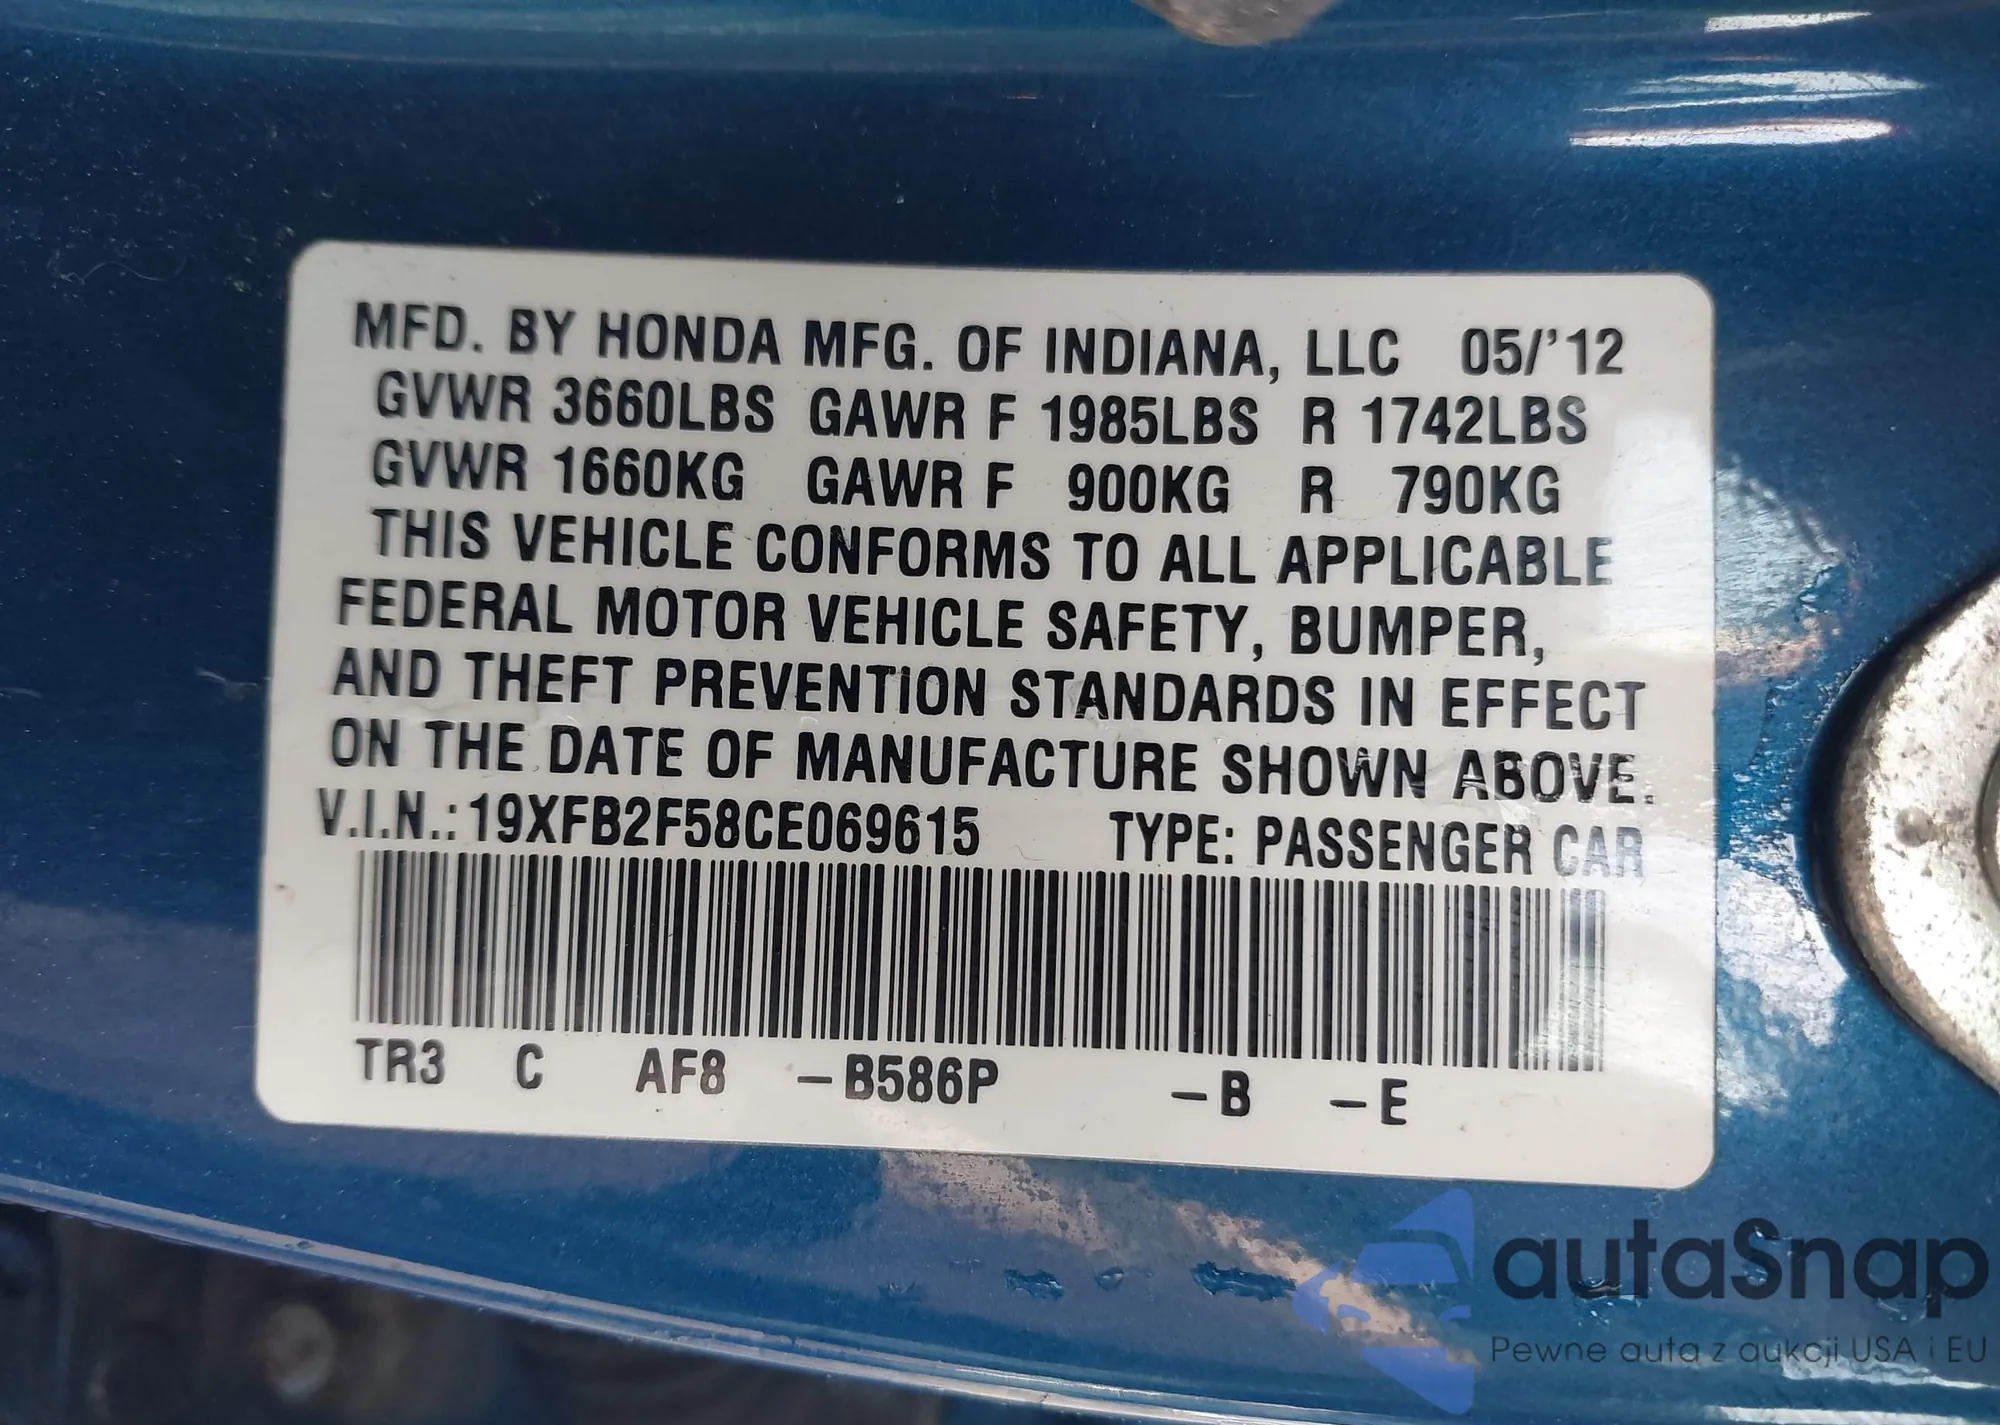 MFD. BY HONDA MFG. OF INDIANA, LLC 05/'12
GVWR 3660LBS GAWR F 1985LBS R 1742LBS
GVWR 1660KG GAWR F 900KG R 790KG
THIS VEHICLE CONFORMS TO ALL APPLICABLE
FEDERAL MOTOR VEHICLE SAFETY, BUMPER,
AND THEFT PREVENTION STANDARDS IN EFFECT
ON THE DATE OF MANUFACTURE SHOWN ABOVE.
V.I.N.: 19XFB2F58CE069615 TYPE: PASSENGER CAR
TR3 C AF8 -B586P -B -E
autaSnap
Pewne auta z aukcji USA i EU